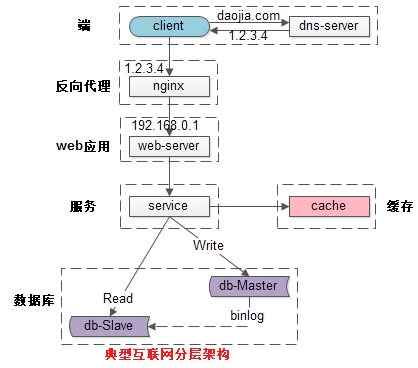 端
client
daojia.com
1.2.3.4
dns-server
1.2.3.4
反向代理
nginx
192.168.0.1
web应用
web-server
服务
service
cache
缓存
Write
数据库
Read
db-Master
binlog
db-Slave
典型互联网分层架构